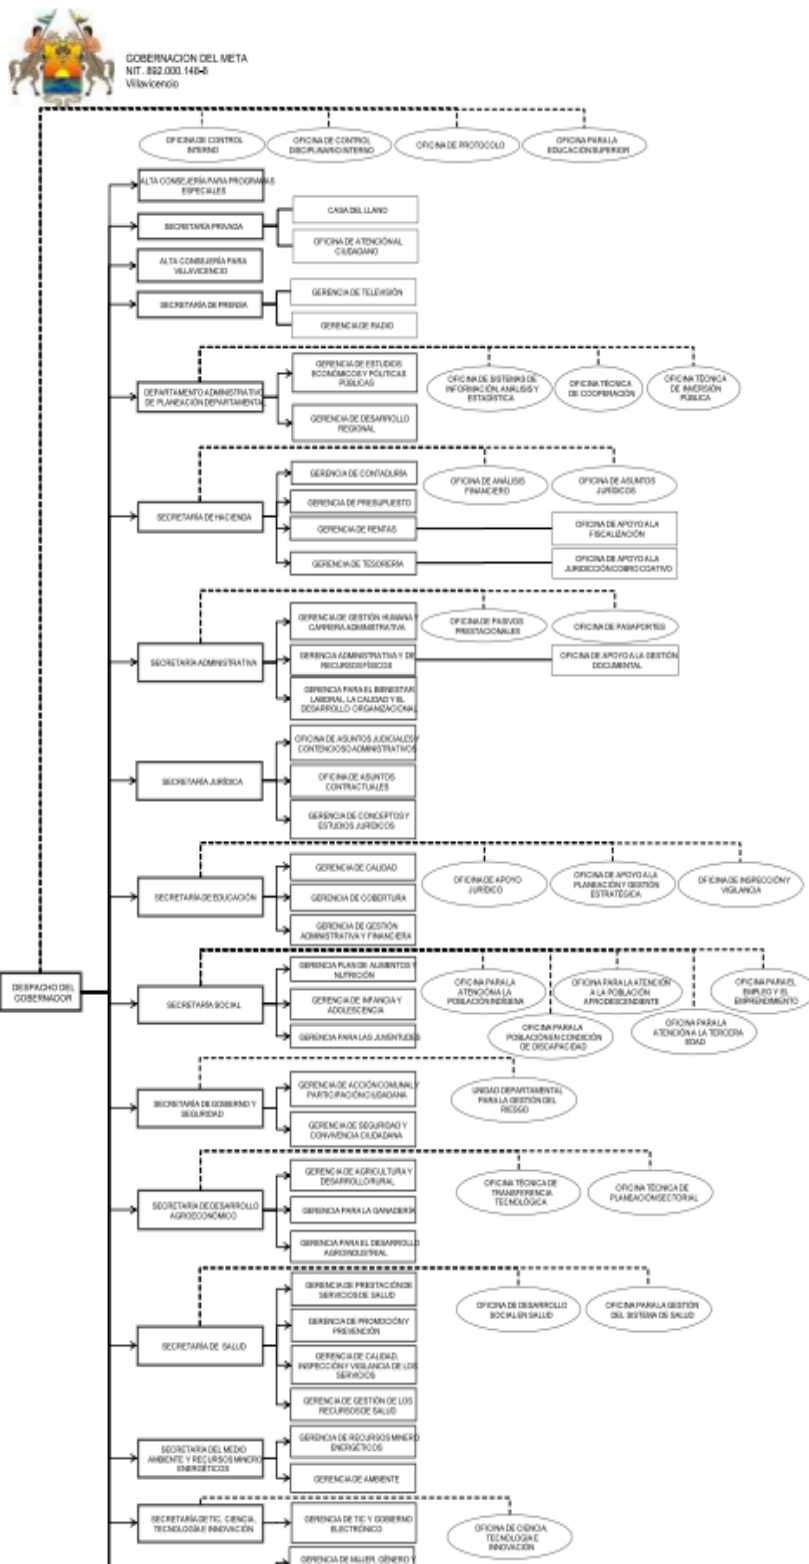 GOBERNACION DEL META
NIT. 892.000.148-8
Villavicencio
OFICINA DE CONTROL
INTERNO
OFICINA DE CONTROL
DISCIPLINARIO INTERNO
OFICINA DE PROTOCOLO
OFICINA PARA LA
EDUCACIÓN SUPERIOR
ALTA CONSEJERÍA PARA PROGRAMAS
ESPECIALES
SECRETARÍA PRIVADA
CASA DEL LLANO
OFICINA DE ATENCIÓN AL
CIUDADANO
ALTA CONSEJERÍA PARA
VILLAVICENCIO
SECRETARÍA DE PRENSA
GERENCIA DE TELEVISIÓN
GERENCIA DE RADIO
DEPARTAMENTO ADMINISTRATIVO
DE PLANEACIÓN DEPARTAMENTAL
GERENCIA DE ESTUDIOS
ECONÓMICOS Y POLÍTICAS
PÚBLICAS
GERENCIA DE DESARROLLO
REGIONAL
OFICINA DE SISTEMAS DE
INFORMACIÓN, ANÁLISIS Y
ESTADÍSTICA
OFICINA TÉCNICA
DE COOPERACIÓN
OFICINA TÉCNICA
DE INVERSIÓN
PÚBLICA
SECRETARÍA DE HACIENDA
GERENCIA DE CONTADURÍA
GERENCIA DE PRESUPUESTO
GERENCIA DE RENTAS
GERENCIA DE TESORERÍA
OFICINA DE ANÁLISIS
FINANCIERO
OFICINA DE ASUNTOS
JURÍDICOS
OFICINA DE APOYO A LA
FISCALIZACIÓN
OFICINA DE APOYO A LA
JURIDICCIÓN COBRO COATIVO
SECRETARÍA ADMINISTRATIVA
GERENCIA DE GESTIÓN HUMANA Y
CARRERA ADMINISTRATIVA
GERENCIA ADMINISTRATIVA Y DE
RECURSOS FÍSICOS
GERENCIA PARA EL BIENESTAR
LABORAL, LA CALIDAD Y EL
DESARROLLO ORGANIZACIONAL
OFICINA DE PASIVOS
PRESTACIONALES
OFICINA DE PASAPORTES
OFICINA DE APOYO A LA GESTIÓN
DOCUMENTAL
SECRETARÍA JURÍDICA
OFICINA DE ASUNTOS JUDICIALES Y
CONTENCIOSO ADMINISTRATIVOS
OFICINA DE ASUNTOS
CONTRACTUALES
GERENCIA DE CONCEPTOS Y
ESTUDIOS JURÍDICOS
SECRETARÍA DE EDUCACIÓN
GERENCIA DE CALIDAD
GERENCIA DE COBERTURA
GERENCIA DE GESTIÓN
ADMINISTRATIVA Y FINANCIERA
OFICINA DE APOYO
JURÍDICO
OFICINA DE APOYO A LA
PLANEACIÓN Y GESTIÓN
ESTRATÉGICA
OFICINA DE INSPECCIÓN Y
VIGILANCIA
DESPACHO DEL
GOBERNADOR
SECRETARÍA SOCIAL
GERENCIA PLAN DE ALIMENTOS Y
NUTRICIÓN
GERENCIA DE INFANCIA Y
ADOLESCENCIA
GERENCIA PARA LAS JUVENTUDES
OFICINA PARA LA
ATENCIÓN A LA
POBLACIÓN INDÍGENA
OFICINA PARA LA ATENCIÓN
A LA POBLACIÓN
AFRODESCENDIENTE
OFICINA PARA EL
EMPLEO Y EL
EMPRENDIMIENTO
OFICINA PARA LA
POBLACIÓN EN CONDICIÓN
DE DISCAPACIDAD
OFICINA PARA LA
ATENCIÓN A LA TERCERA
EDAD
SECRETARÍA DE GOBIERNO Y
SEGURIDAD
GERENCIA DE ACCIÓN COMUNAL Y
PARTICIPACIÓN CIUDADANA
GERENCIA DE SEGURIDAD Y
CONVIVENCIA CIUDADANA
UNIDAD DEPARTAMENTAL
PARA LA GESTIÓN DEL
RIESGO
SECRETARÍA DE DESARROLLO
AGROECONÓMICO
GERENCIA DE AGRICULTURA Y
DESARROLLO RURAL
GERENCIA PARA LA GANADERÍA
GERENCIA PARA EL DESARROLLO
AGROINDUSTRIAL
OFICINA TÉCNICA DE
TRANSFERENCIA
TECNOLÓGICA
OFICINA TÉCNICA DE
PLANEACIÓN SECTORIAL
SECRETARÍA DE SALUD
GERENCIA DE PRESTACIÓN DE
SERVICIOS DE SALUD
GERENCIA DE PROMOCIÓN Y
PREVENCIÓN
GERENCIA DE CALIDAD,
INSPECCIÓN Y VIGILANCIA DE LOS
SERVICIOS
GERENCIA DE GESTIÓN DE LOS
RECURSOS DE SALUD
OFICINA DE DESARROLLO
SOCIAL EN SALUD
OFICINA PARA LA GESTIÓN
DEL SISTEMA DE SALUD
SECRETARÍA DEL MEDIO
AMBIENTE Y RECURSOS MINERO
ENERGÉTICOS
GERENCIA DE RECURSOS MINERO
ENERGÉTICOS
GERENCIA DE AMBIENTE
SECRETARÍA DE TIC, CIENCIA,
TECNOLOGÍA E INNOVACIÓN
GERENCIA DE TIC Y GOBIERNO
ELECTRÓNICO
OFICINA DE CIENCIA,
TECNOLOGÍA E
INNOVACIÓN
GERENCIA DE MUJER, GÉNERO Y